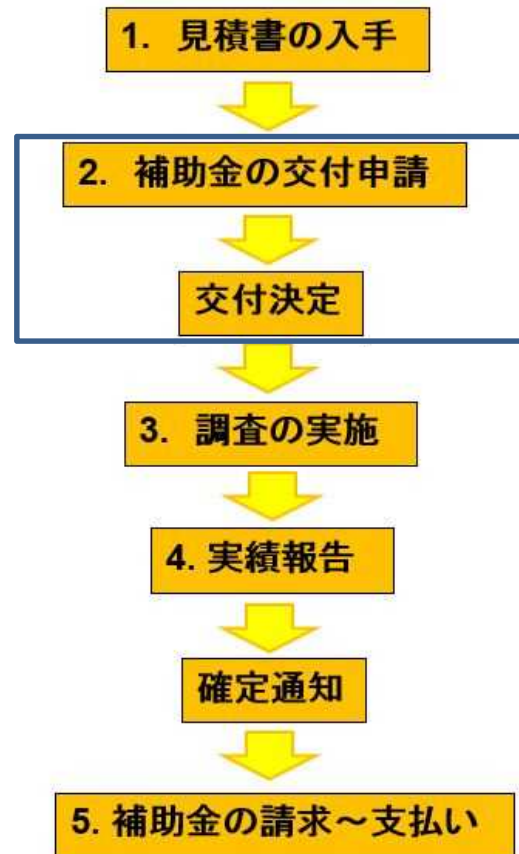 1. 見積書の入手
2. 補助金の交付申請
交付決定
3. 調査の実施
4. 実績報告
確定通知
5. 補助金の請求～支払い